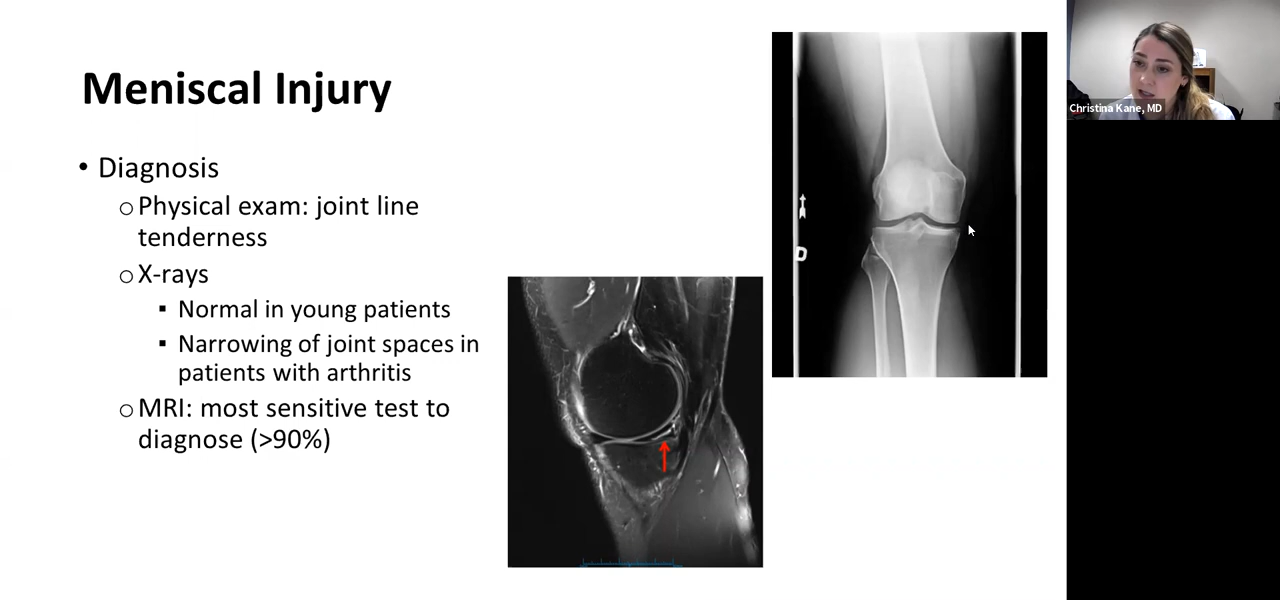 Meniscal Injury
• Diagnosis
o Physical exam: joint line
tenderness
o X-rays
▪ Normal in young patients
▪ Narrowing of joint spaces in
patients with arthritis
o MRI: most sensitive test to
diagnose (>90%)
D
Christina Kane, MD